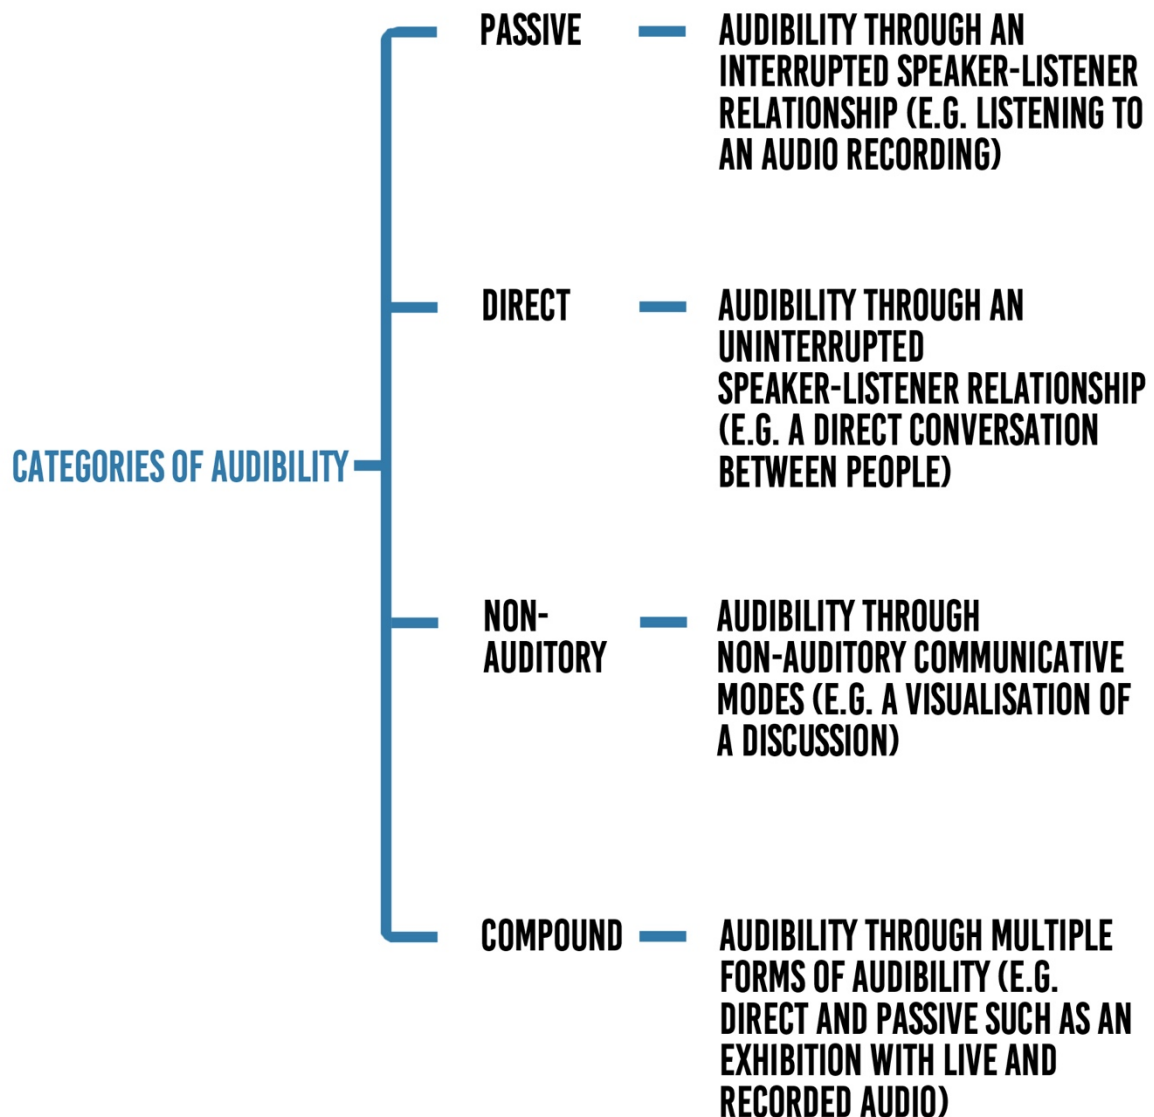 PASSIVE
AUDIBILITY THROUGH AN
INTERRUPTED SPEAKER-LISTENER
RELATIONSHIP (E.G. LISTENING TO
AN AUDIO RECORDING)
DIRECT
AUDIBILITY THROUGH AN
UNINTERRUPTED
SPEAKER-LISTENER RELATIONSHIP
(E.G. A DIRECT CONVERSATION
BETWEEN PEOPLE)
CATEGORIES OF AUDIBILITY
NON-
AUDITORY
AUDIBILITY THROUGH
NON-AUDITORY COMMUNICATIVE
MODES (E.G. A VISUALISATION OF
A DISCUSSION)
COMPOUND
AUDIBILITY THROUGH MULTIPLE
FORMS OF AUDIBILITY (E.G.
DIRECT AND PASSIVE SUCH AS AN
EXHIBITION WITH LIVE AND
RECORDED AUDIO)